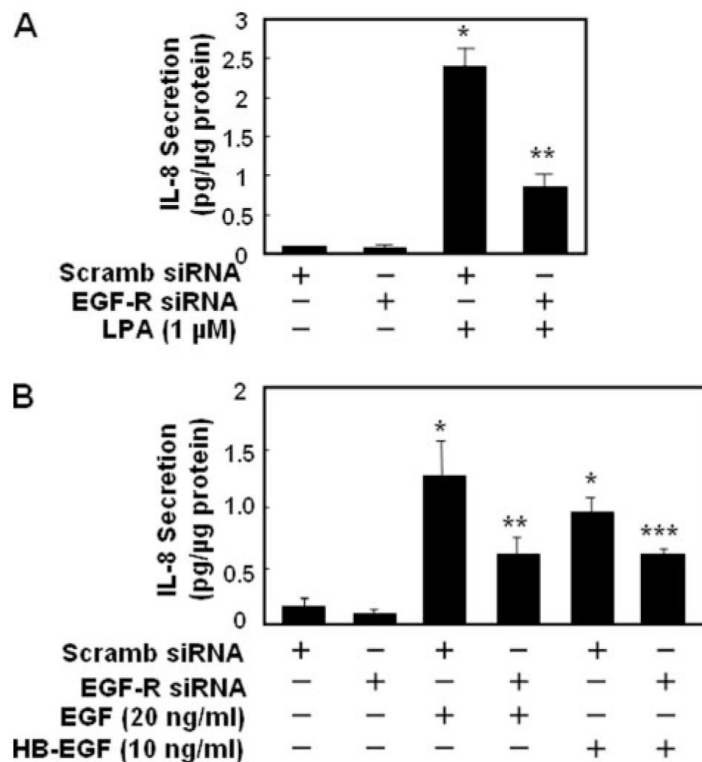 A
IL-8 Secretion
(pg/µg protein)
3
2.5
2
1.5
1
0.5
0
*
**
Scramb siRNA + – + –
EGF-R siRNA – + – +
LPA (1 µM) – – + +
B
IL-8 Secretion
(pg/µg protein)
2
1.5
1.0
0.5
0
*
**
*
***
Scramb siRNA + – + – + –
EGF-R siRNA – + – + – +
EGF (20 ng/ml) – – + + – –
HB-EGF (10 ng/ml) – – – – + +